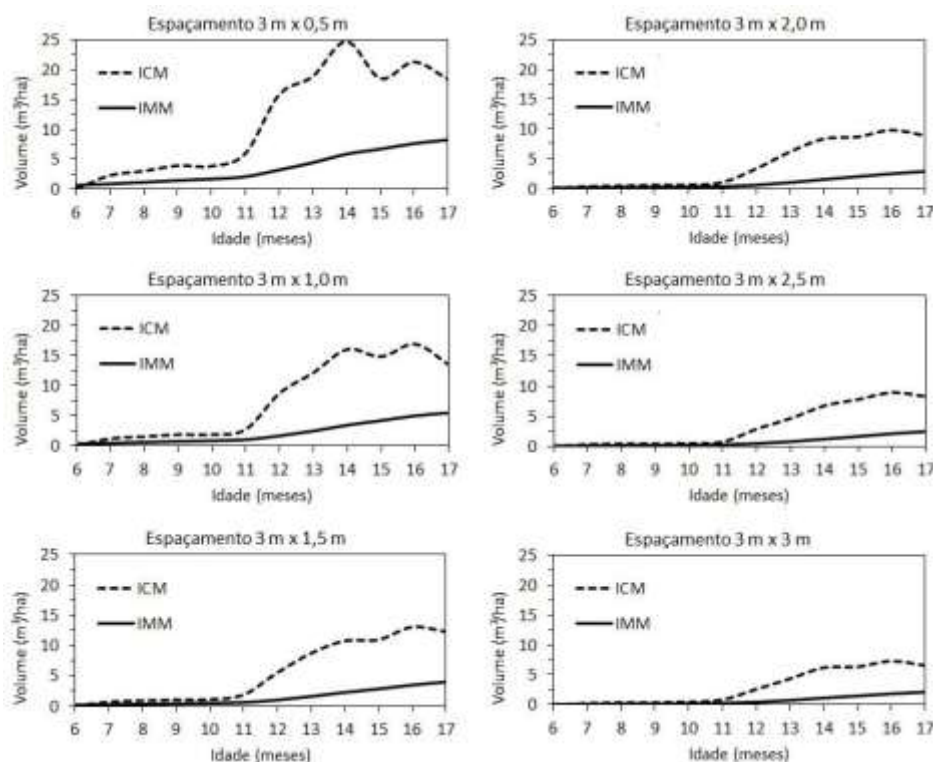 Espaçamento 3 m x 0,5 m
25
20
15
10
5
0
Volume (m³/ha)
ICM
IMM
6 7 8 9 10 11 12 13 14 15 16 17
Idade (meses)
Espaçamento 3 m x 2,0 m
25
20
15
10
5
0
Volume (m³/ha)
ICM
IMM
6 7 8 9 10 11 12 13 14 15 16 17
Idade (meses)
Espaçamento 3 m x 1,0 m
25
20
15
10
5
0
Volume (m³/ha)
ICM
IMM
6 7 8 9 10 11 12 13 14 15 16 17
Idade (meses)
Espaçamento 3 m x 2,5 m
25
20
15
10
5
0
Volume (m³/ha)
ICM
IMM
6 7 8 9 10 11 12 13 14 15 16 17
Idade (meses)
Espaçamento 3 m x 1,5 m
25
20
15
10
5
0
Volume (m³/ha)
ICM
IMM
6 7 8 9 10 11 12 13 14 15 16 17
Idade (meses)
Espaçamento 3 m x 3 m
25
20
15
10
5
0
Volume (m³/ha)
ICM
IMM
6 7 8 9 10 11 12 13 14 15 16 17
Idade (meses)